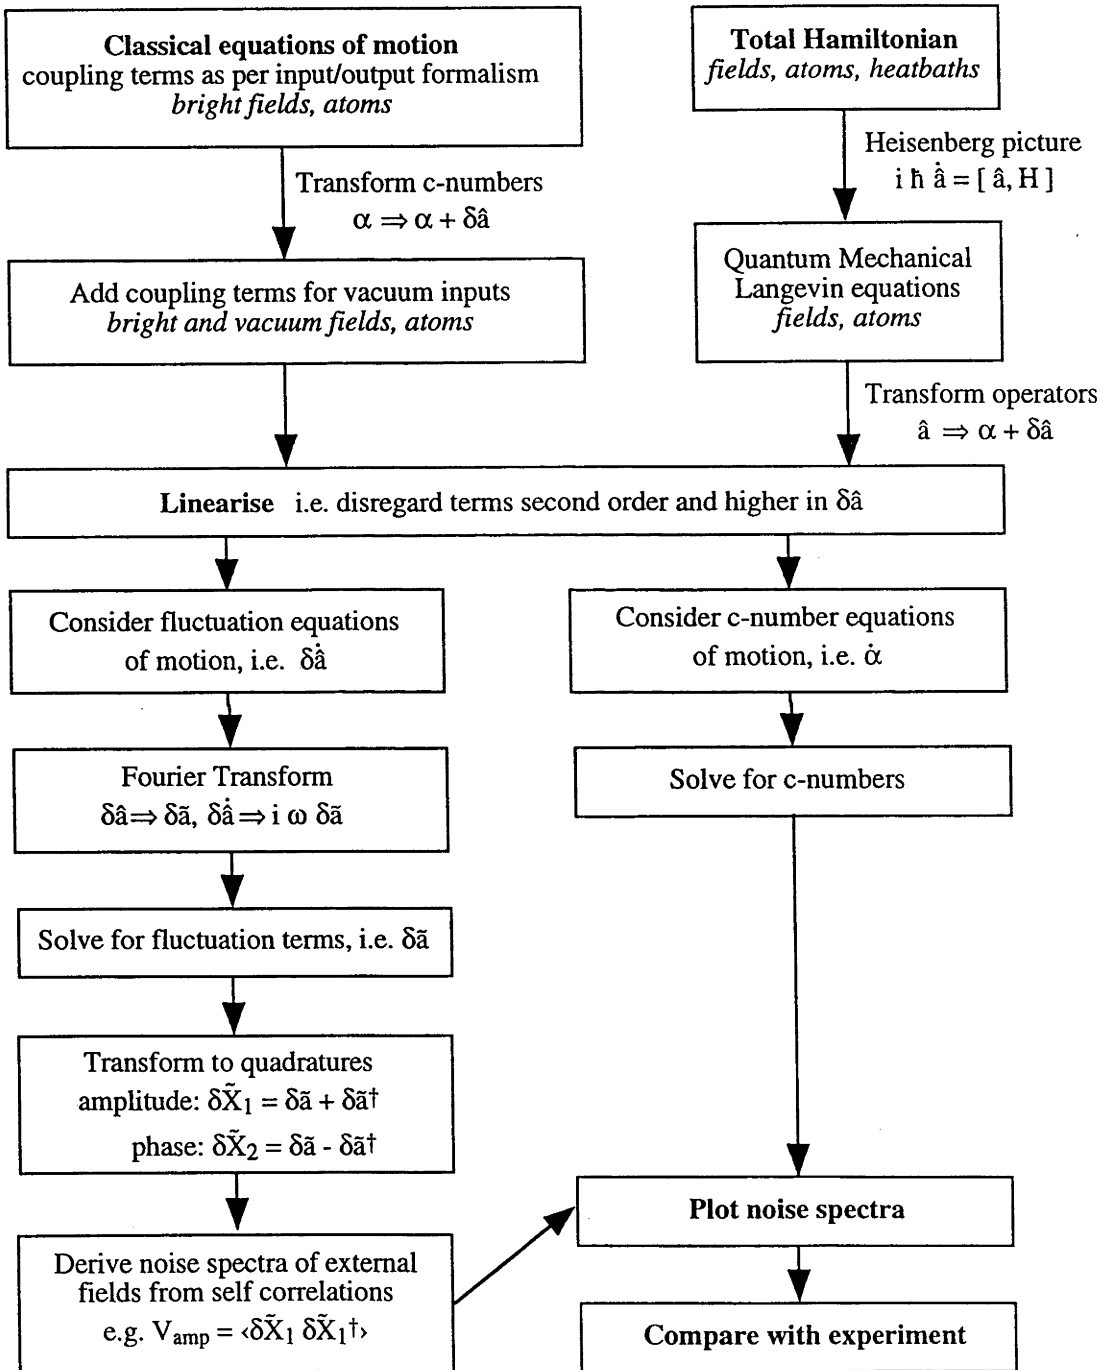 Classical equations of motion
coupling terms as per input/output formalism
bright fields, atoms
Total Hamiltonian
fields, atoms, heatbaths
Transform c-numbers
α ⇒ α + δâ
Heisenberg picture
i ħ â̇ = [ â, H ]
Add coupling terms for vacuum inputs
bright and vacuum fields, atoms
Quantum Mechanical
Langevin equations
fields, atoms
Transform operators
â ⇒ α + δâ
Linearise i.e. disregard terms second order and higher in δâ
Consider fluctuation equations
of motion, i.e. δâ̇
Consider c-number equations
of motion, i.e. α̇
Fourier Transform
δâ ⇒ δã, δâ̇ ⇒ i ω δã
Solve for c-numbers
Solve for fluctuation terms, i.e. δã
Transform to quadratures
amplitude: δX̃1 = δã + δã†
phase: δX̃2 = δã - δã†
Plot noise spectra
Derive noise spectra of external
fields from self correlations
e.g. Vamp = ‹δX̃1 δX̃1†›
Compare with experiment